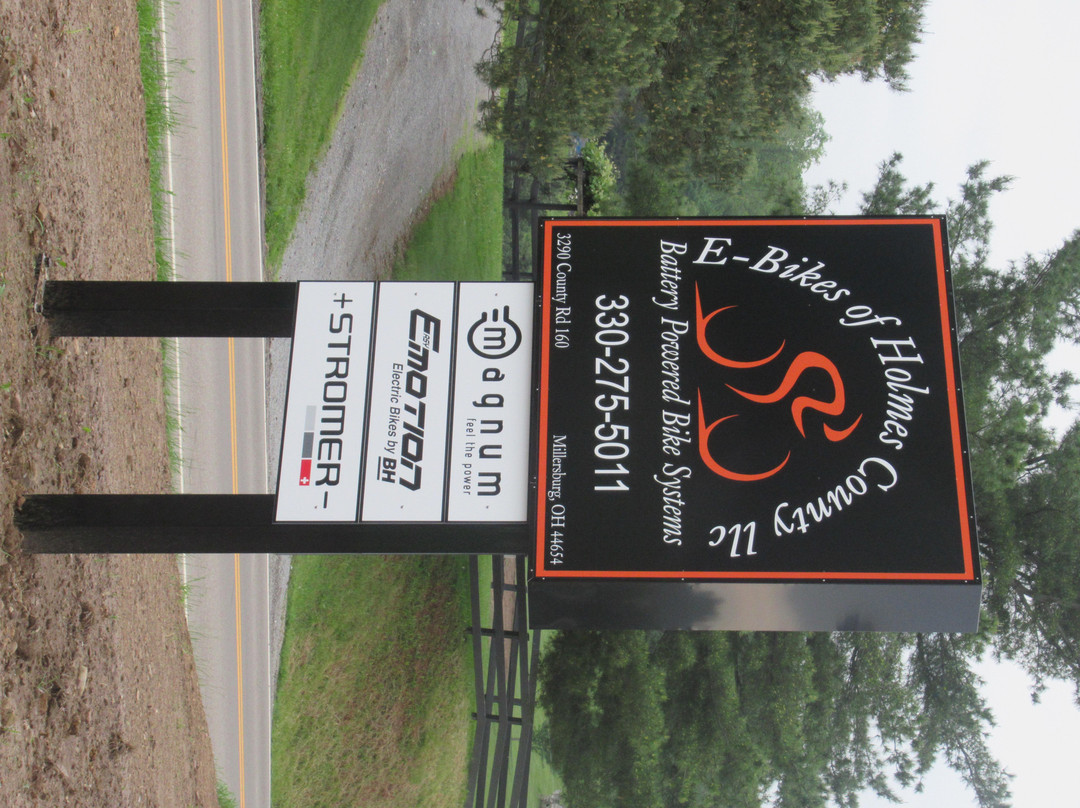 E-Bikes of Holmes County llc
Battery Powered Bike Systems
330-275-5011
3290 County Rd 160 Millersburg, OH 44654
magnum
feel the power
EASY
EMOTION
Electric Bikes by BH
+STROMER-